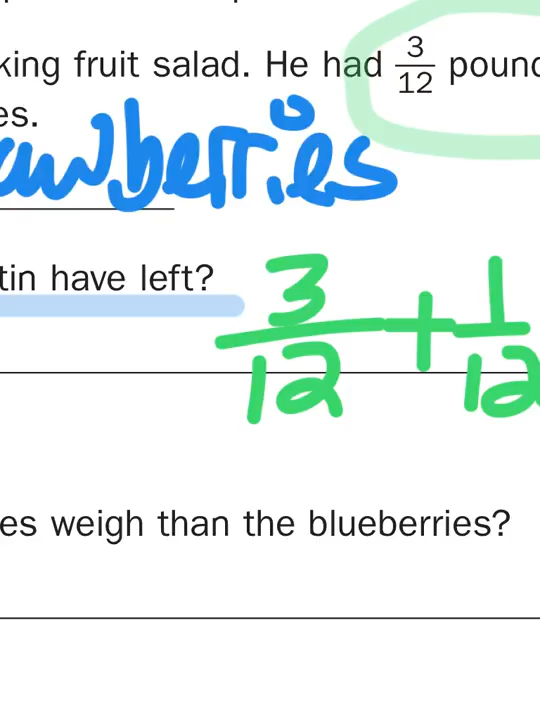 king fruit salad. He had 3/12 pound
es.
awberries
tin have left?
3/12 + 1/12
es weigh than the blueberries?